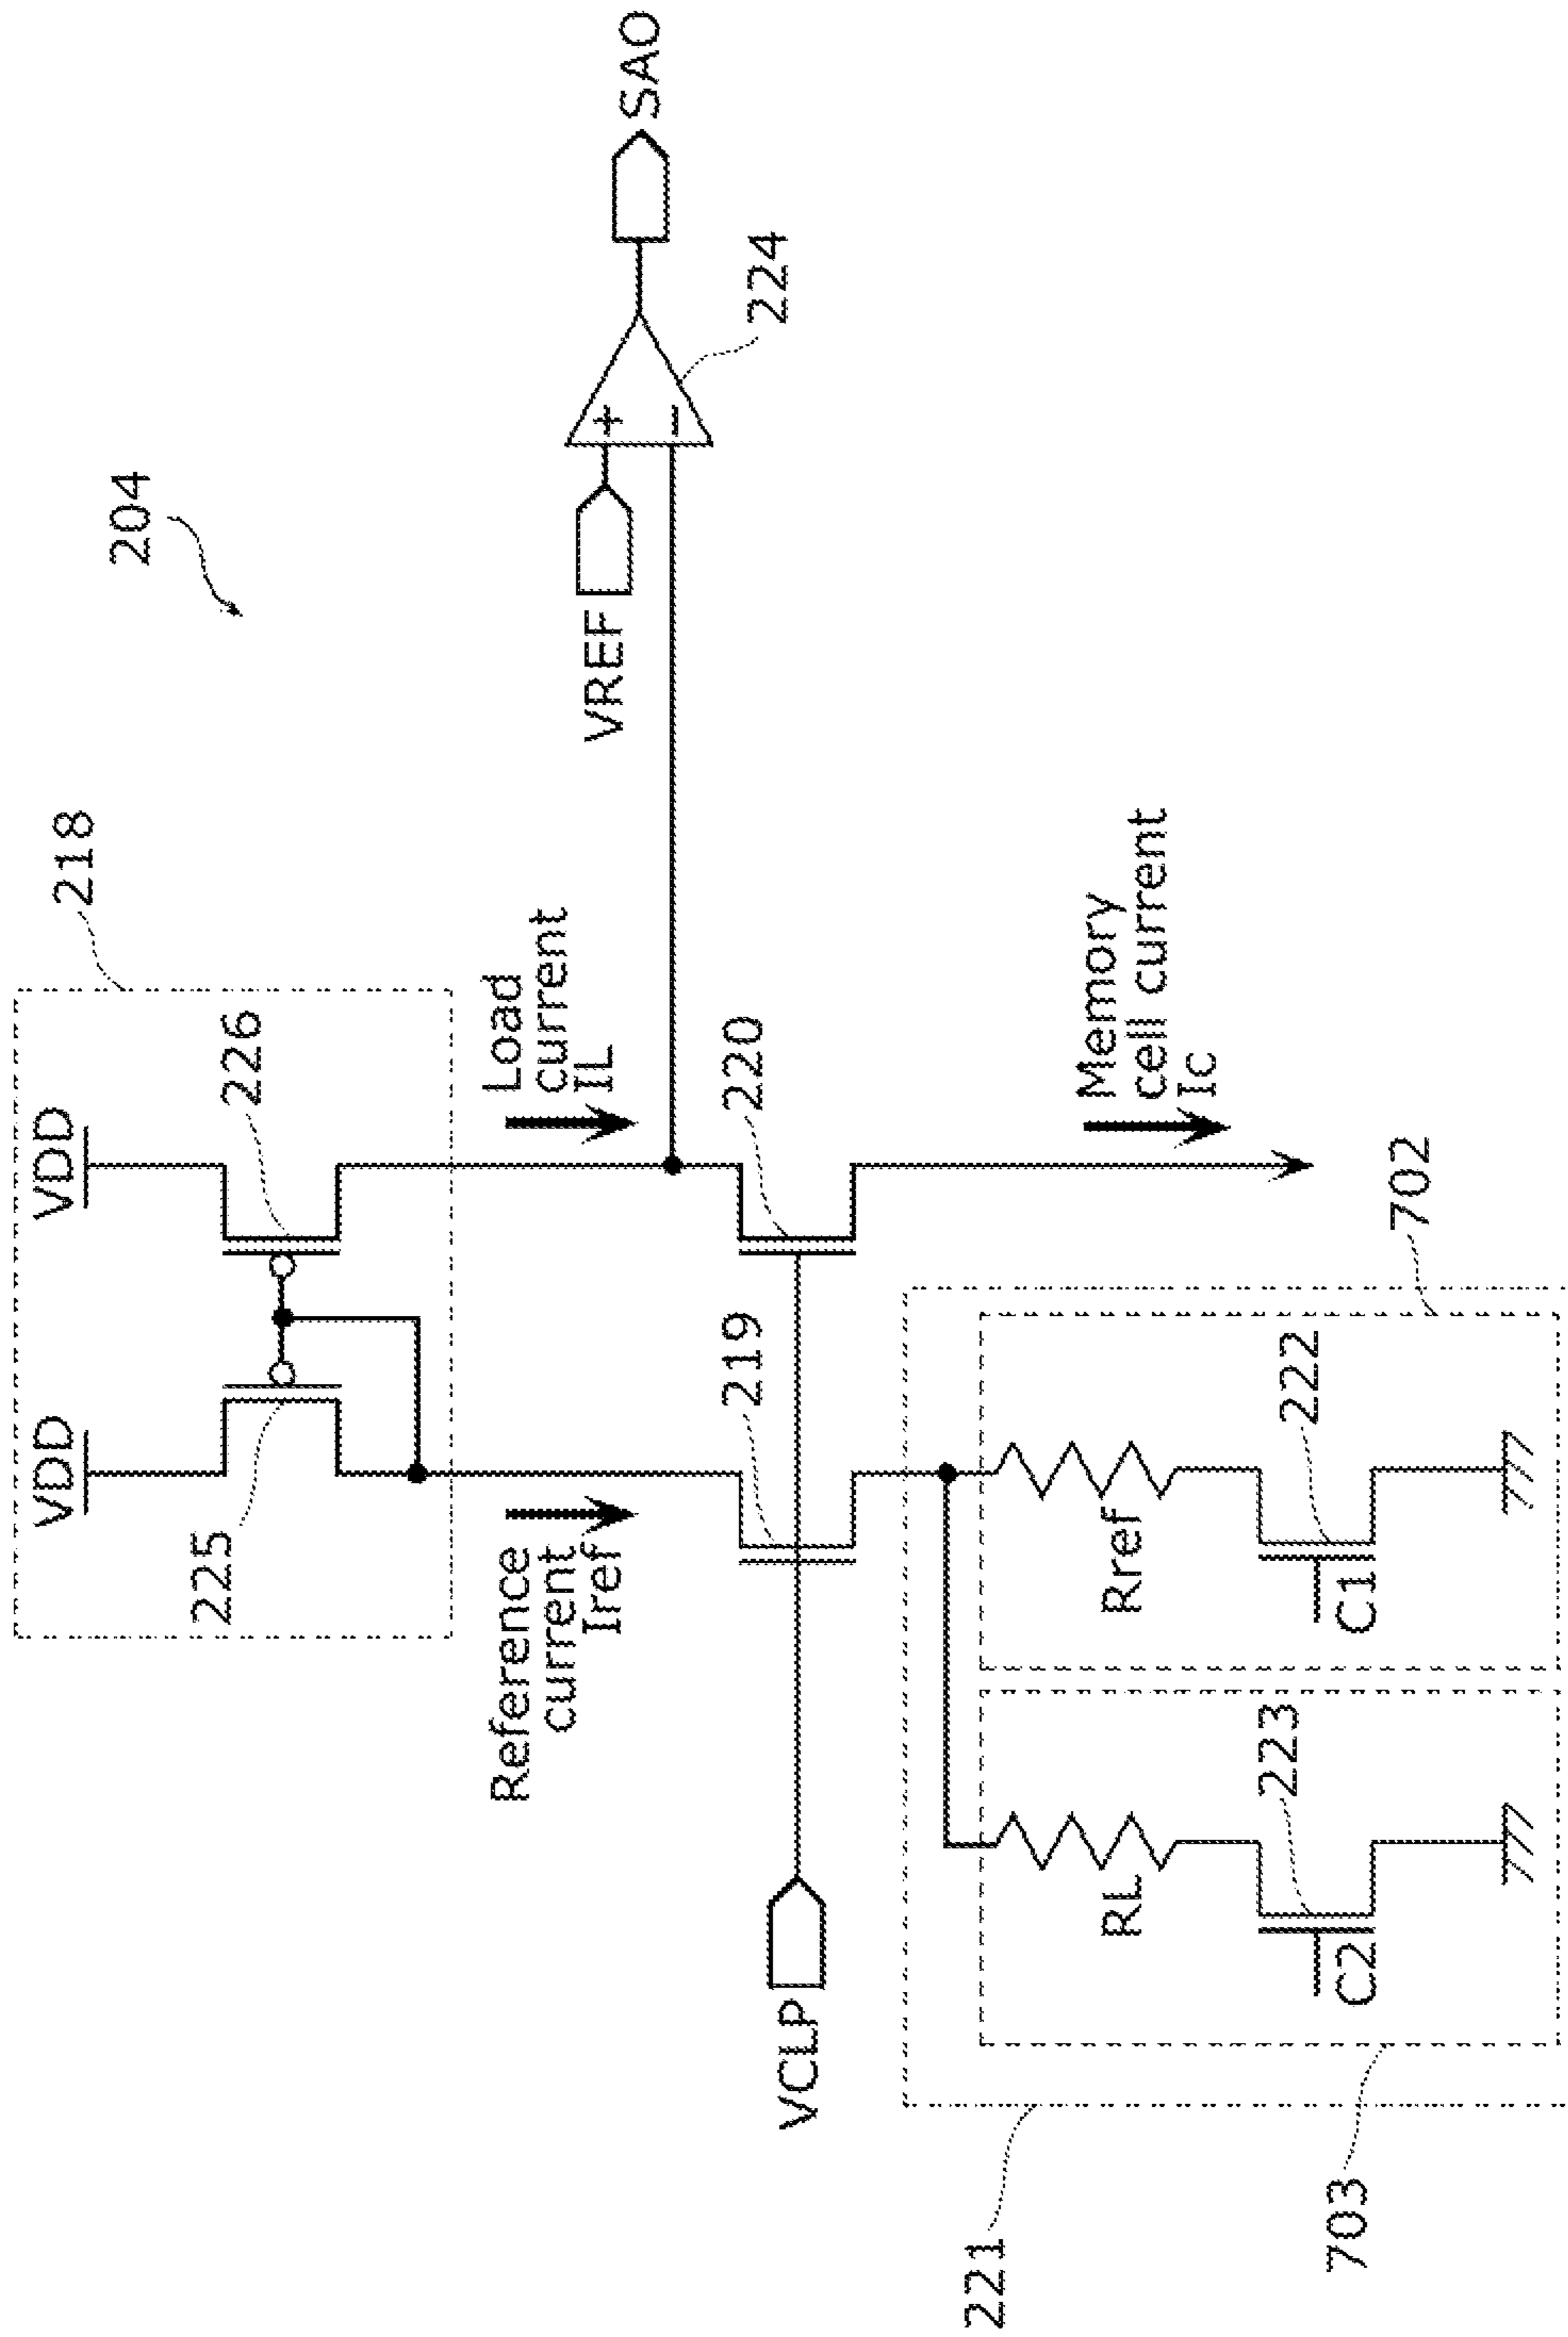 204
218
VDD
VDD
225
226
Reference
current
Iref
Load
current
IL
VREF
+
−
SAO
224
VCLP
219
220
Memory
cell current
Ic
221
702
703
RL
Rref
223
222
C2
C1